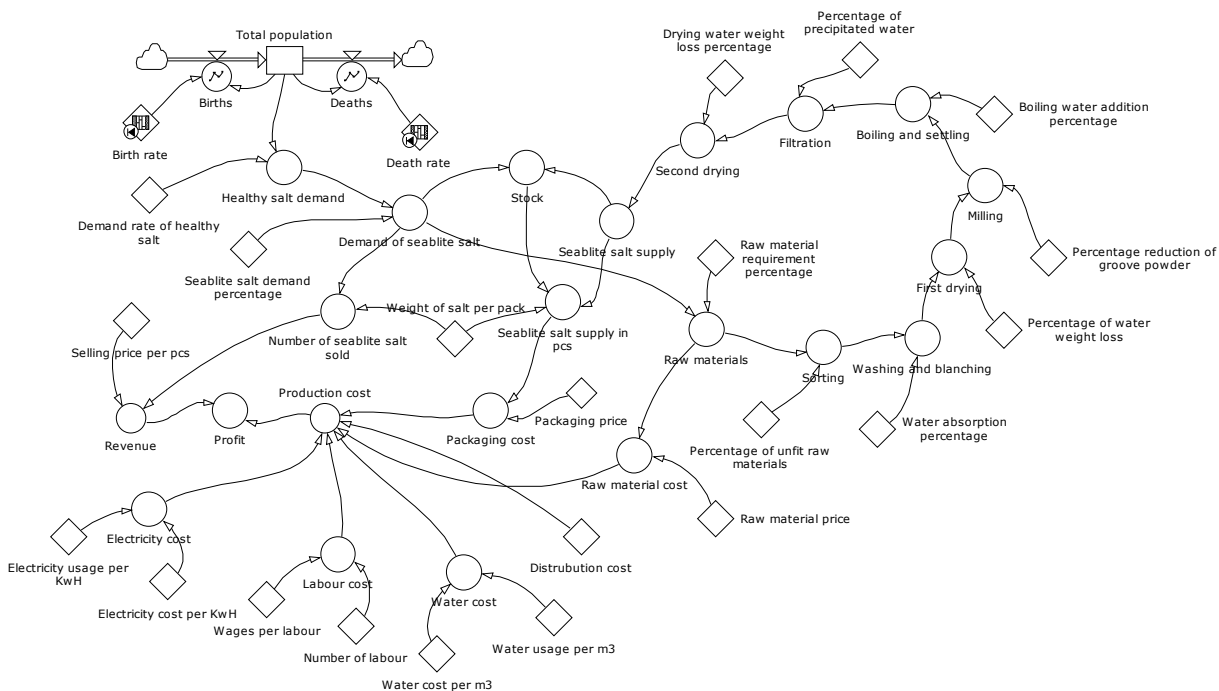 Total population
Births
Deaths
Birth rate
Death rate
Healthy salt demand
Demand rate of healthy
salt
Demand of seablite salt
Seablite salt demand
percentage
Stock
Seablite salt supply
Drying water weight
loss percentage
Percentage of
precipitated water
Second drying
Filtration
Boiling and settling
Boiling water addition
percentage
Milling
Percentage reduction of
groove powder
First drying
Percentage of water
weight loss
Raw material
requirement
percentage
Raw materials
Sorting
Washing and blanching
Percentage of unfit raw
materials
Water absorption
percentage
Weight of salt per pack
Number of seablite salt
sold
Seablite salt supply in
pcs
Selling price per pcs
Revenue
Profit
Production cost
Packaging cost
Packaging price
Raw material cost
Raw material price
Electricity cost
Electricity usage per
KwH
Electricity cost per KwH
Labour cost
Wages per labour
Number of labour
Water cost
Water cost per m3
Water usage per m3
Distrubution cost